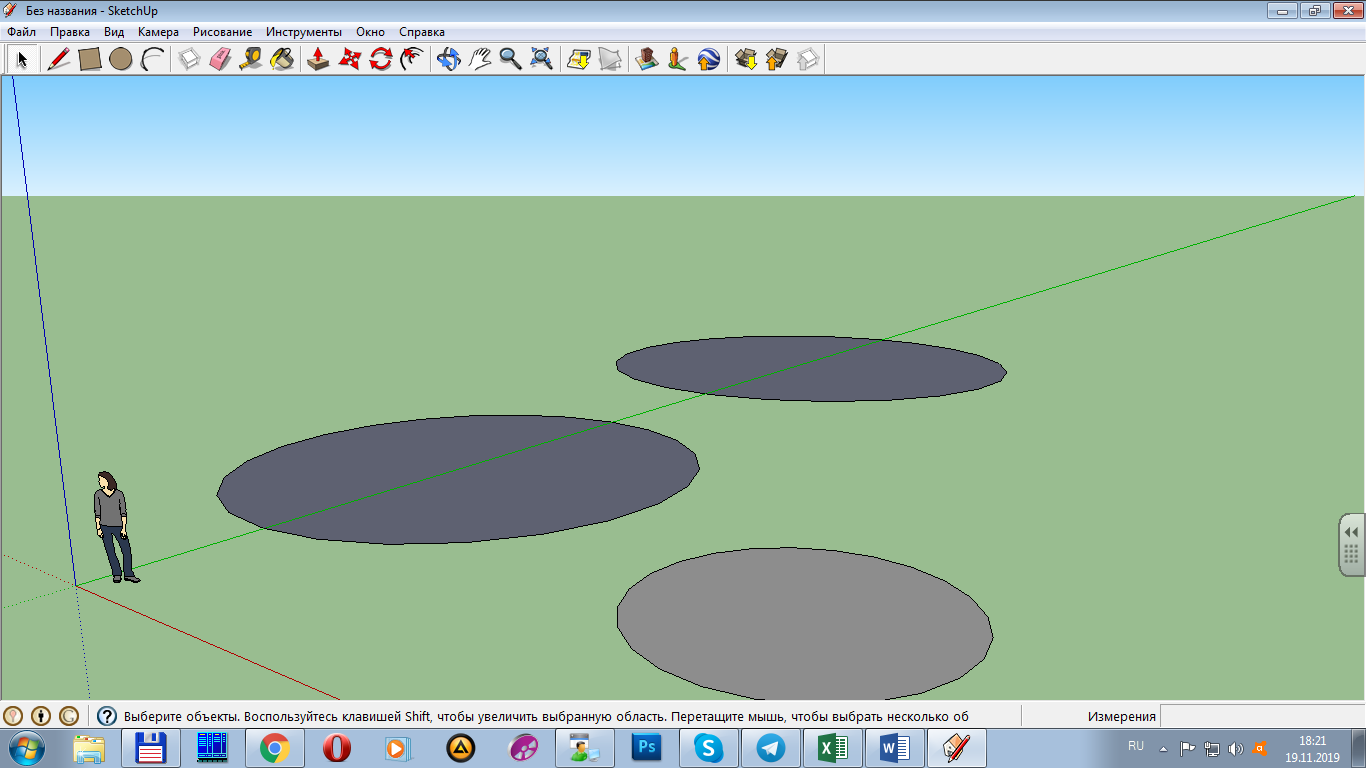 Без названия - SketchUp
Файл Правка Вид Камера Рисование Инструменты Окно Справка
Выберите объекты. Воспользуйтесь клавишей Shift, чтобы увеличить выбранную область. Перетащите мышь, чтобы выбрать несколько об
Измерения
Ps
RU
18:21
19.11.2019